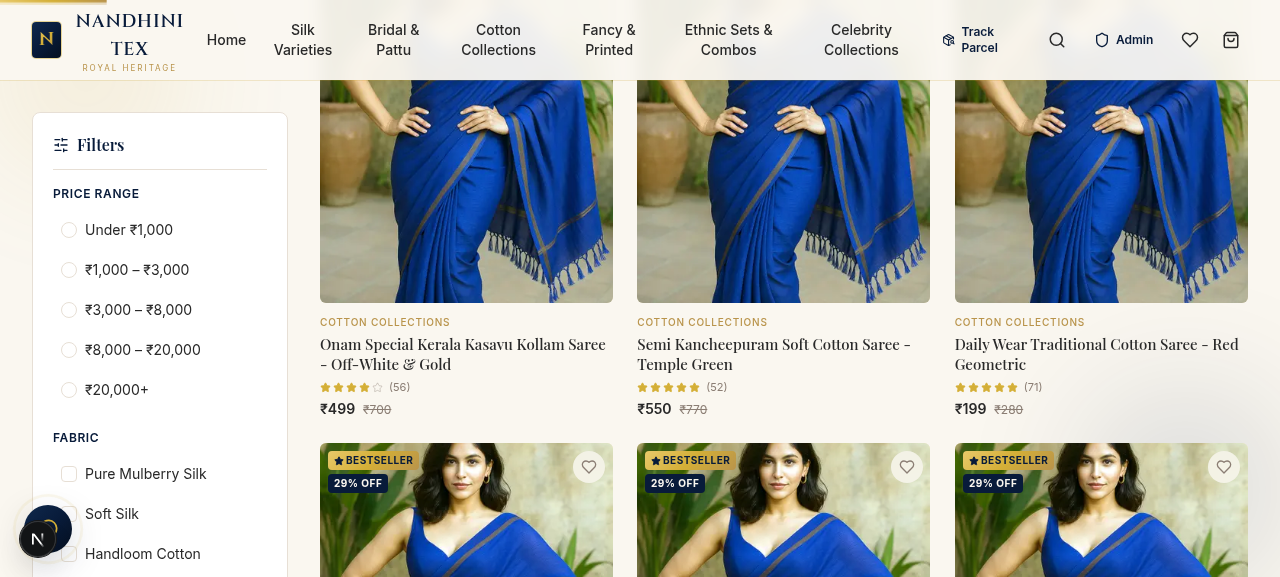 N
NANDHINI
TEX
ROYAL HERITAGE
Home
Silk
Varieties
Bridal &
Pattu
Cotton
Collections
Fancy &
Printed
Ethnic Sets &
Combos
Celebrity
Collections
Track
Parcel
Admin
Filters
PRICE RANGE
Under ₹1,000
₹1,000 – ₹3,000
₹3,000 – ₹8,000
₹8,000 – ₹20,000
₹20,000+
FABRIC
Pure Mulberry Silk
Soft Silk
Handloom Cotton
N
COTTON COLLECTIONS
Onam Special Kerala Kasavu Kollam Saree
- Off-White & Gold
(56)
₹499 ₹700
COTTON COLLECTIONS
Semi Kancheepuram Soft Cotton Saree -
Temple Green
(52)
₹550 ₹770
COTTON COLLECTIONS
Daily Wear Traditional Cotton Saree - Red
Geometric
(71)
₹199 ₹280
BESTSELLER
29% OFF
BESTSELLER
29% OFF
BESTSELLER
29% OFF